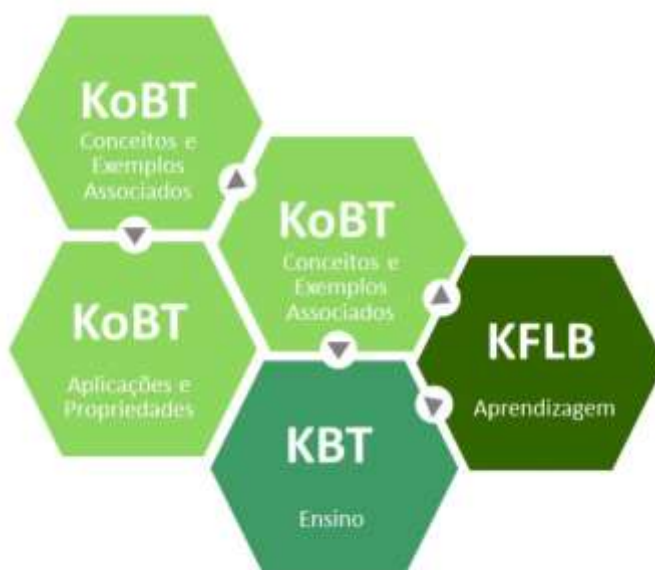 KoBT
Conceitos e
Exemplos
Associados
KoBT
Conceitos e
Exemplos
Associados
KoBT
Aplicações e
Propriedades
KFLB
Aprendizagem
KBT
Ensino